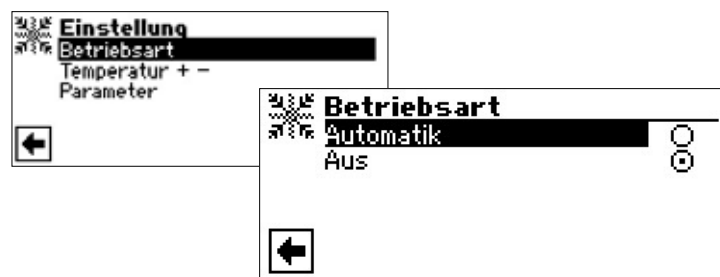 Einstellung
Betriebsart
Temperatur + −
Parameter
Betriebsart
Automatik
Aus